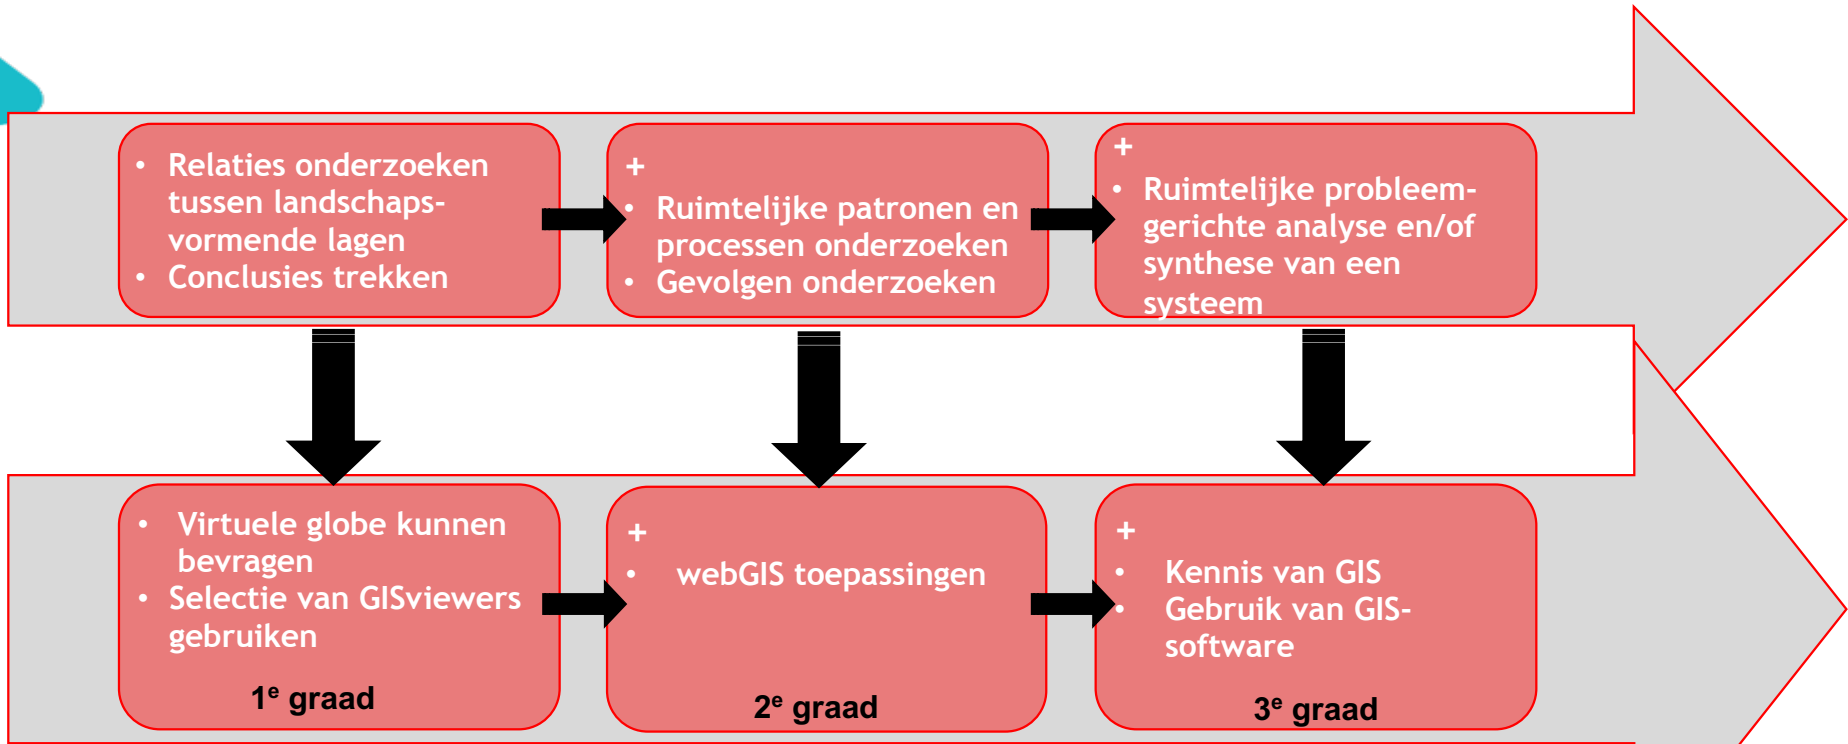 • Relaties onderzoeken
tussen landschaps-
vormende lagen
• Conclusies trekken
+
• Ruimtelijke patronen en
processen onderzoeken
• Gevolgen onderzoeken
+
• Ruimtelijke probleem-
gerichte analyse en/of
synthese van een
systeem
• Virtuele globe kunnen
bevragen
• Selectie van GISviewers
gebruiken
1e graad
+
• webGIS toepassingen
2e graad
+
• Kennis van GIS
• Gebruik van GIS-
software
3e graad